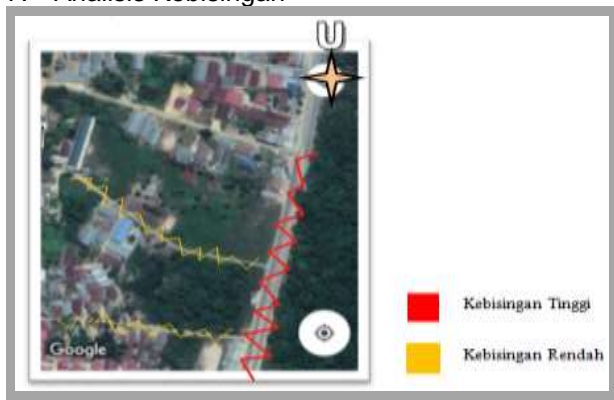 Analisis Kebisingan
U
Google
Kebisingan Tinggi
Kebisingan Rendah